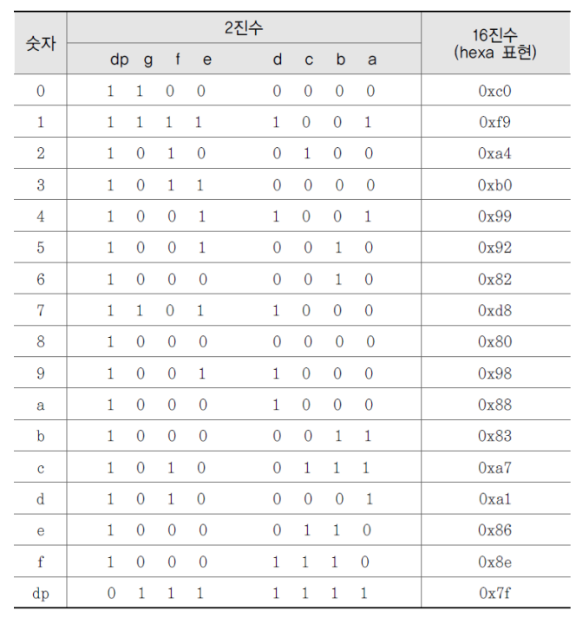 숫자 2진수 16진수
(hexa 표현)
dp g f e d c b a
0 1 1 0 0 0 0 0 0 0xc0
1 1 1 1 1 1 0 0 1 0xf9
2 1 0 1 0 0 1 0 0 0xa4
3 1 0 1 1 0 0 0 0 0xb0
4 1 0 0 1 1 0 0 1 0x99
5 1 0 0 1 0 0 1 0 0x92
6 1 0 0 0 0 0 1 0 0x82
7 1 1 0 1 1 0 0 0 0xd8
8 1 0 0 0 0 0 0 0 0x80
9 1 0 0 1 1 0 0 0 0x98
a 1 0 0 0 1 0 0 0 0x88
b 1 0 0 0 0 0 1 1 0x83
c 1 0 1 0 0 1 1 1 0xa7
d 1 0 1 0 0 0 0 1 0xa1
e 1 0 0 0 0 1 1 0 0x86
f 1 0 0 0 1 1 1 0 0x8e
dp 0 1 1 1 1 1 1 1 0x7f